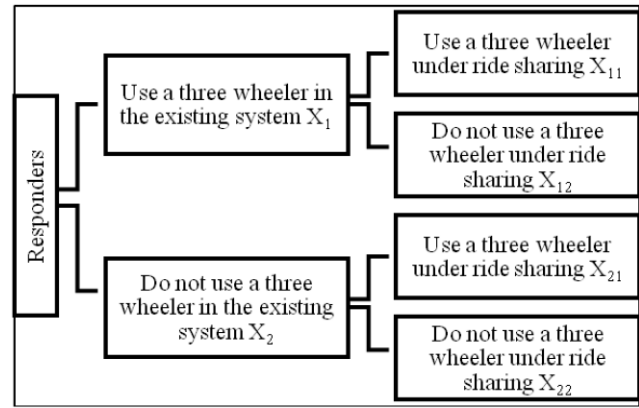 Responders
Use a three wheeler in
the existing system X₁
Do not use a three
wheeler in the existing
system X₂
Use a three wheeler
under ride sharing X₁₁
Do not use a three
wheeler under ride
sharing X₁₂
Use a three wheeler
under ride sharing X₂₁
Do not use a three
wheeler under ride
sharing X₂₂